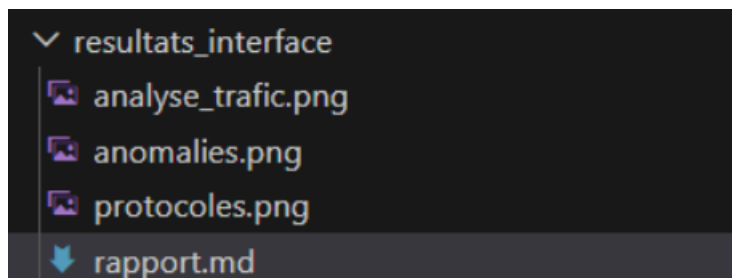 resultats_interface
analyse_trafic.png
anomalies.png
protocoles.png
rapport.md